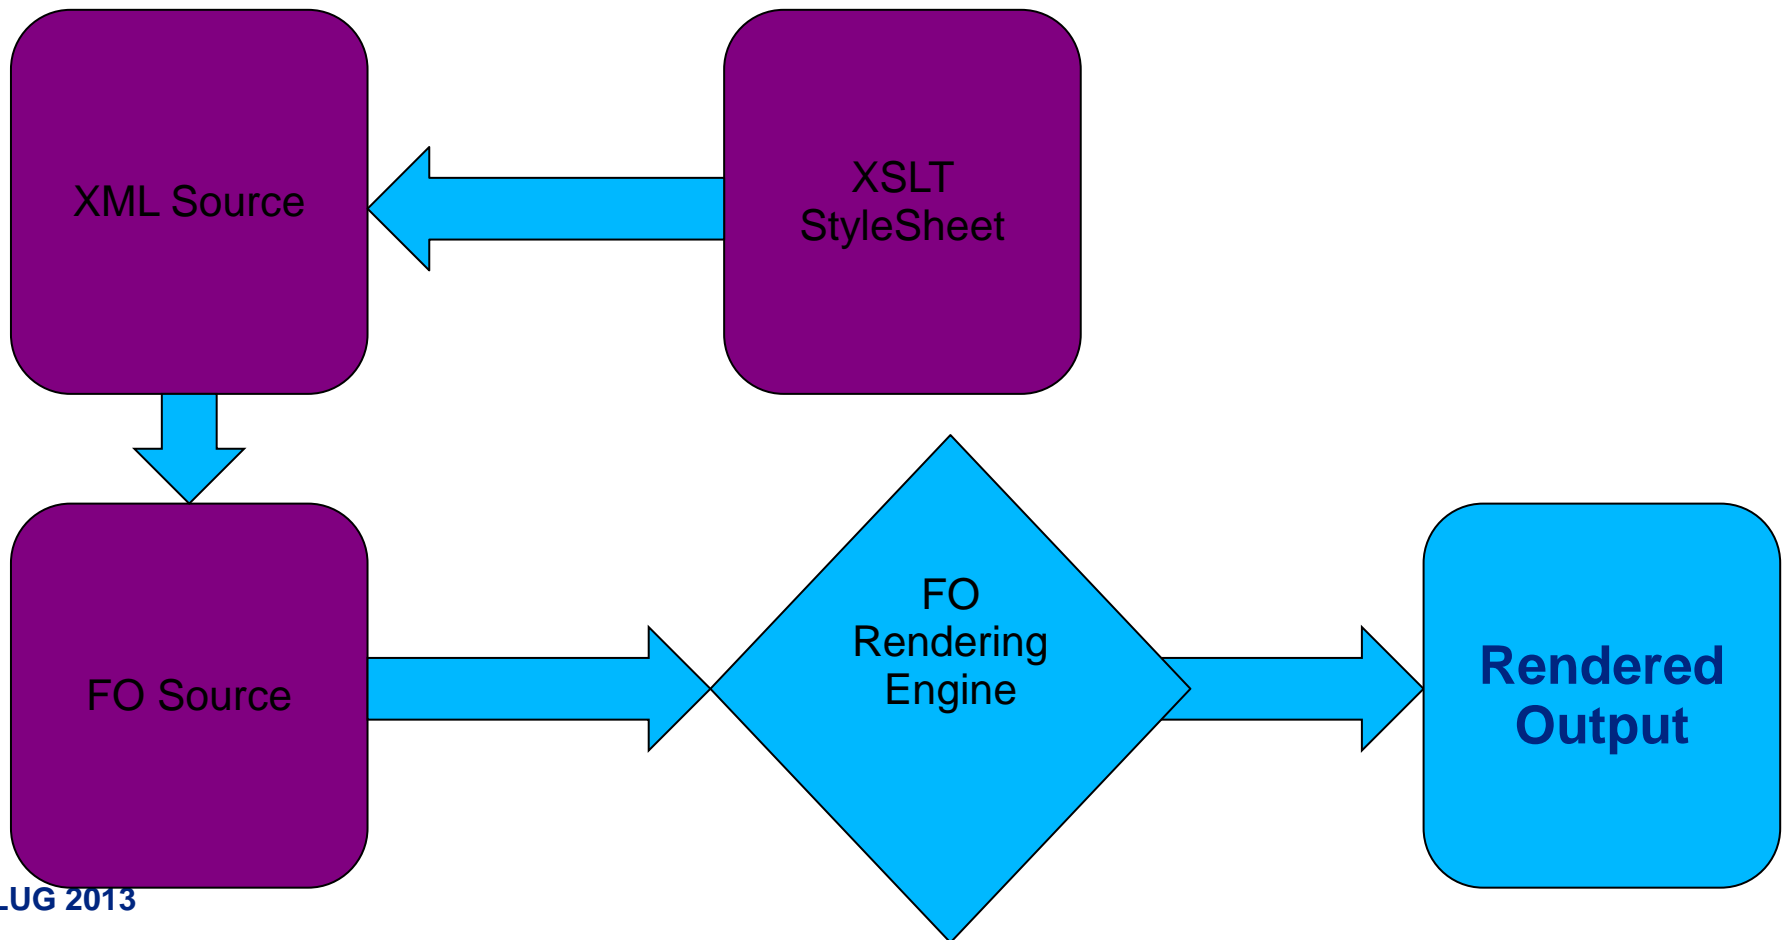 XML Source
XSLT
StyleSheet
FO Source
FO
Rendering
Engine
Rendered
Output
LUG 2013